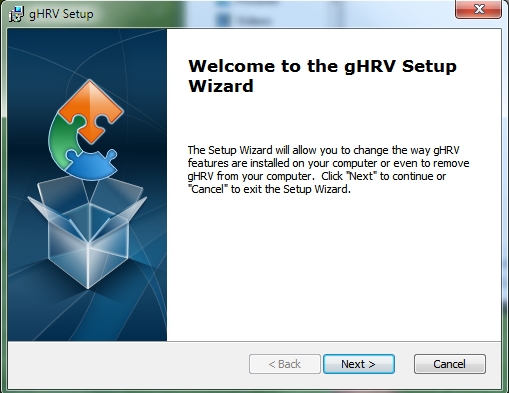 gHRV Setup
Welcome to the gHRV Setup
Wizard
The Setup Wizard will allow you to change the way gHRV
features are installed on your computer or even to remove
gHRV from your computer. Click "Next" to continue or
"Cancel" to exit the Setup Wizard.
< Back Next > Cancel